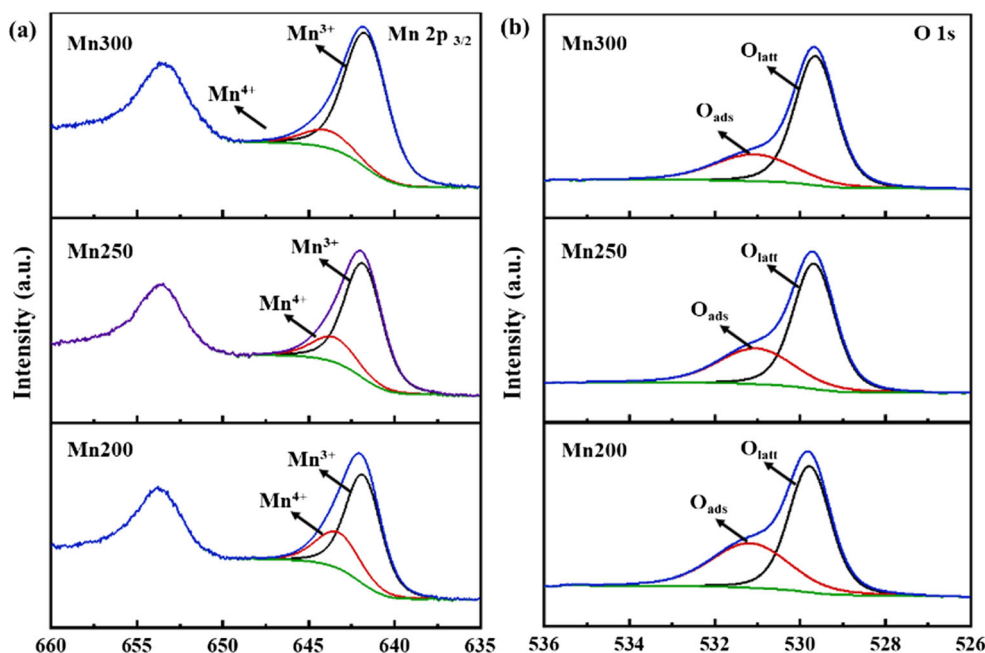 (a)
Mn300
Mn³⁺
Mn 2p 3/2
Mn⁴⁺
Mn250
Mn³⁺
Mn⁴⁺
Mn200
Mn³⁺
Mn⁴⁺
Intensity (a.u.)
660 655 650 645 640 635
(b)
Mn300
O 1s
Olatt
Oads
Mn250
Olatt
Oads
Mn200
Olatt
Oads
Intensity (a.u.)
536 534 532 530 528 526